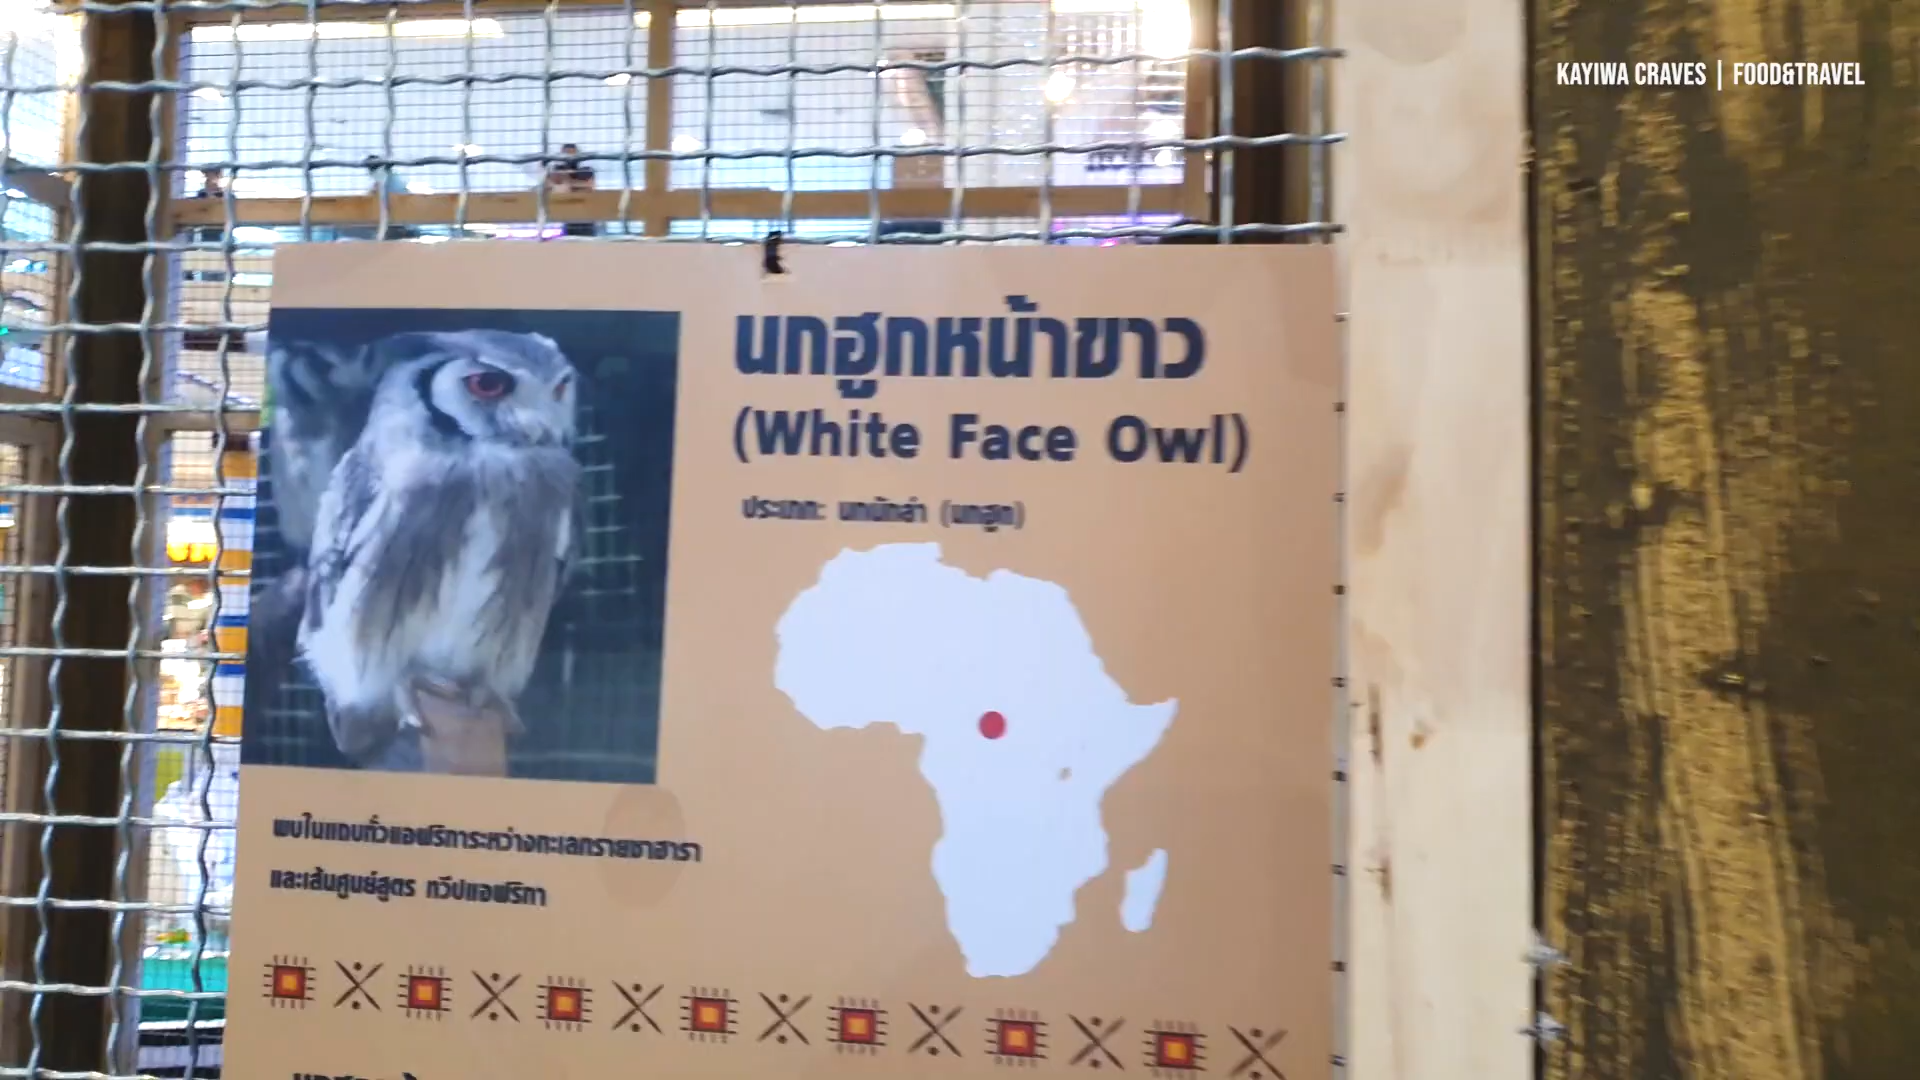 KAYIWA CRAVES | FOOD&TRAVEL
นกฮูกหน้าขาว
(White Face Owl)
ประเภท: นกนักล่า (นกฮูก)
พบในแถบทั่วแอฟริการะหว่างทะเลทรายซาฮารา
และเส้นศูนย์สูตร ทวีปแอฟริกา